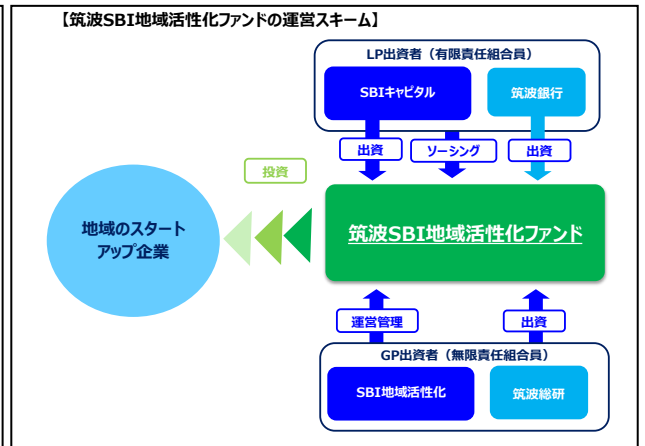 【筑波SBI地域活性化ファンドの運営スキーム】
LP出資者（有限責任組合員）
SBIキャピタル
筑波銀行
出資
ソーシング
出資
投資
地域のスタート
アップ企業
筑波SBI地域活性化ファンド
運営管理
出資
GP出資者（無限責任組合員）
SBI地域活性化
筑波総研